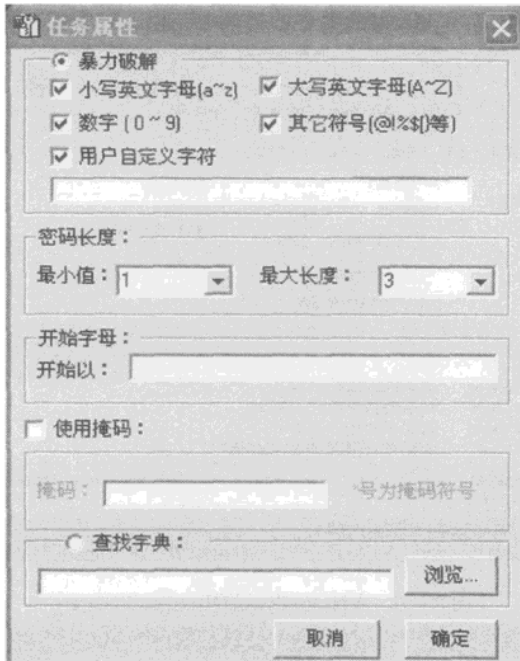 任务属性
暴力破解
小写英文字母(a~z) 大写英文字母(A~Z)
数字 ( 0 ~ 9) 其它符号(@!%$[)等)
用户自定义字符
密码长度：
最小值： 1 最大长度： 3
开始字母：
开始以：
使用掩码：
掩码： 号为掩码符号
查找字典：
浏览...
取消 确定